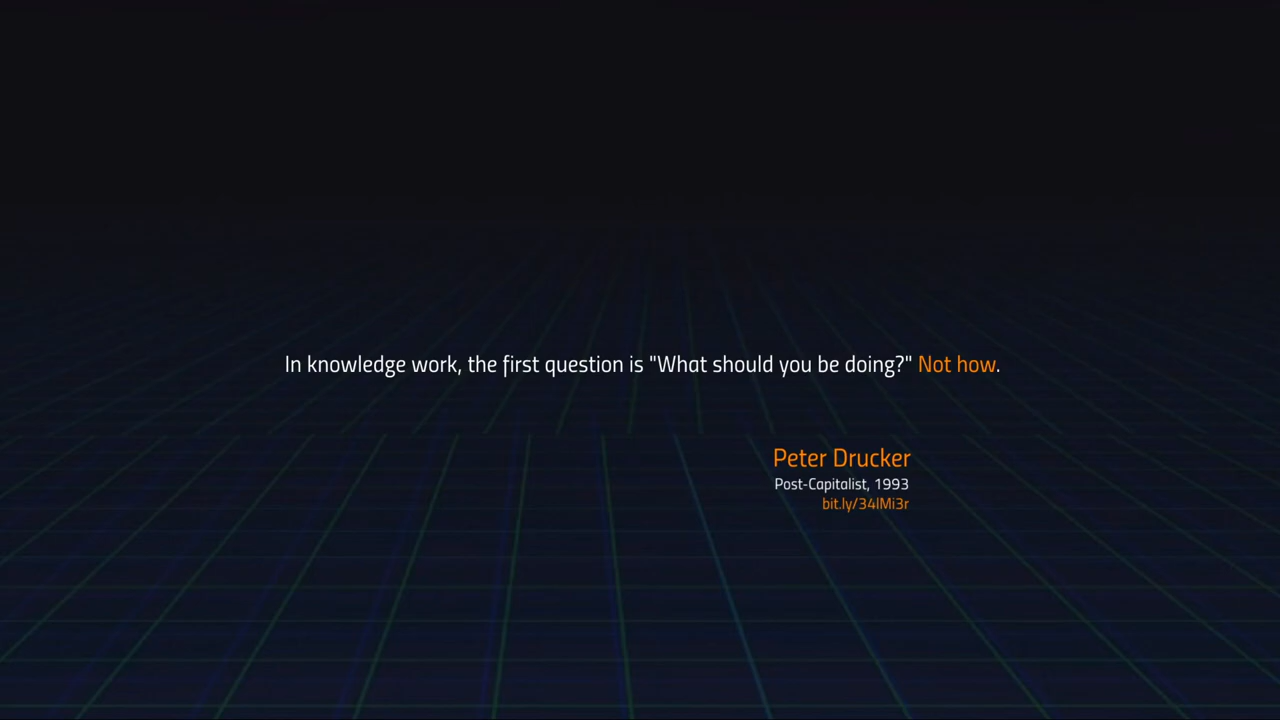 In knowledge work, the first question is "What should you be doing?" Not how.
Peter Drucker
Post-Capitalist, 1993
bit.ly/34lMi3r